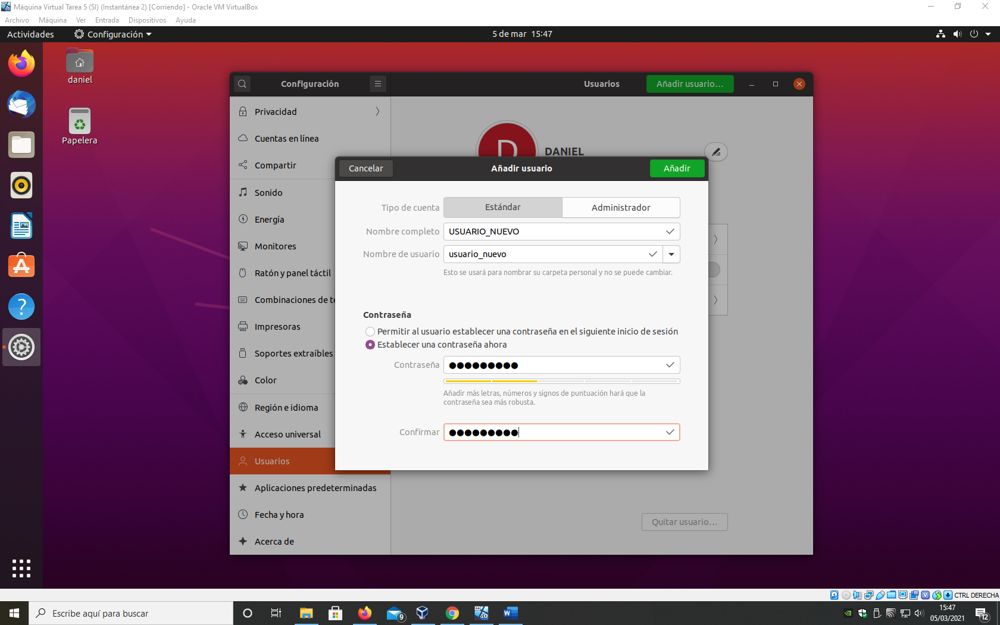 Máquina Virtual Tarea 5 (SI) (Instantánea 2) [Corriendo] - Oracle VM VirtualBox
Archivo Máquina Ver Entrada Dispositivos Ayuda
Actividades Configuración 5 de mar 15:47
daniel
Papelera
Configuración Usuarios Añadir usuario...
Privacidad
Cuentas en línea
Compartir
Sonido
Energía
Monitores
Ratón y panel táctil
Combinaciones de te
Impresoras
Soportes extraíbles
Color
Región e idioma
Acceso universal
Usuarios
Aplicaciones predeterminadas
Fecha y hora
Acerca de
D DANIEL
Cancelar Añadir usuario Añadir
Tipo de cuenta Estándar Administrador
Nombre completo USUARIO_NUEVO
Nombre de usuario usuario_nuevo
Esto se usará para nombrar su carpeta personal y no se puede cambiar.
Contraseña
Permitir al usuario establecer una contraseña en el siguiente inicio de sesión
Establecer una contraseña ahora
Contraseña ●●●●●●●●●
Añadir más letras, números y signos de puntuación hará que la
contraseña sea más robusta.
Confirmar ●●●●●●●●●
Quitar usuario...
CTRL DERECHA
Escribe aquí para buscar
9
15:47
05/03/2021
12